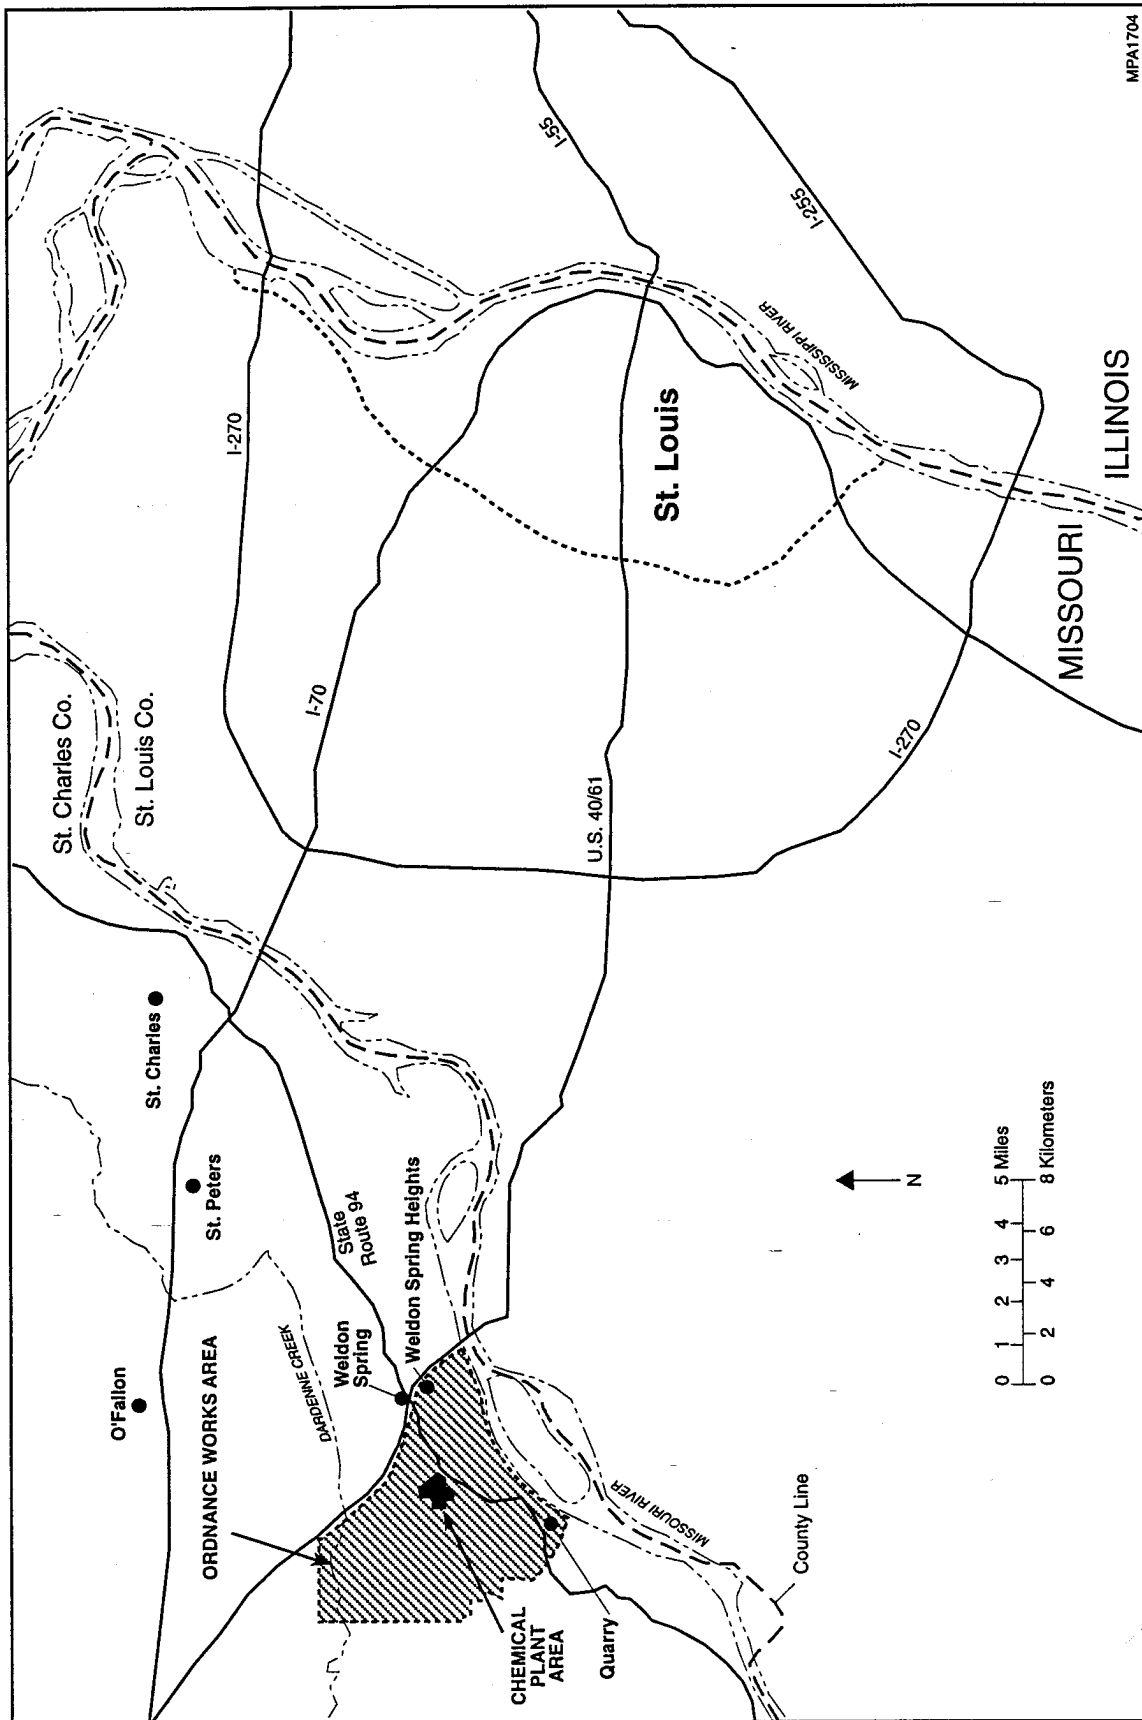 ORDNANCE WORKS AREA
O'Fallon
St. Peters
St. Charles
DARDENNE CREEK
Weldon
Spring
Weldon Spring Heights
State
Route 94
CHEMICAL
PLANT
AREA
Quarry
MISSOURI RIVER
County Line
St. Charles Co.
St. Louis Co.
I-70
I-270
U.S. 40/61
I-270
St. Louis
I-55
I-255
MISSISSIPPI RIVER
MISSOURI
ILLINOIS
N
0 1 2 3 4 5 Miles
0 2 4 6 8 Kilometers
MPA1704